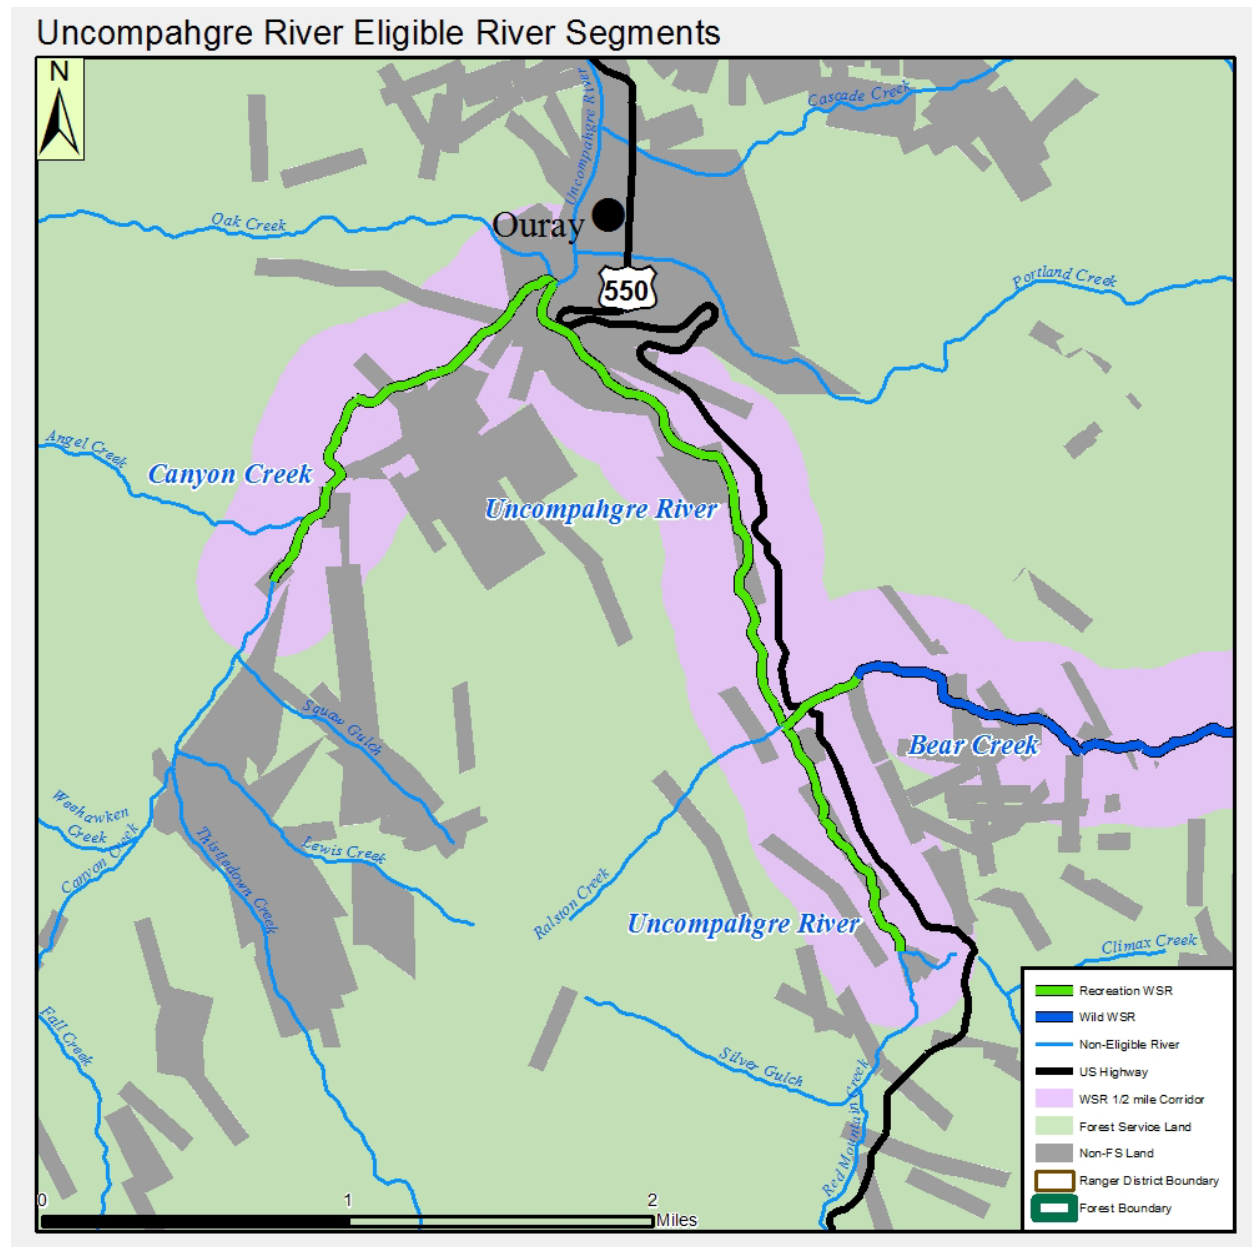 Uncompahgre River Eligible River Segments
N
Uncompahgre River
Cascade Creek
Oak Creek
Ouray
550
Portland Creek
Angel Creek
Canyon Creek
Uncompahgre River
Squaw Gulch
Bear Creek
Weehawken
Creek
Canyon Creek
Thistledown Creek
Lewis Creek
Ralston Creek
Uncompahgre River
Climax Creek
Fall Creek
Silver Gulch
Red Mountain Creek
Recreation WSR
Wild WSR
Non-Eligible River
US Highway
WSR 1/2 mile Corridor
Forest Service Land
Non-FS Land
Ranger District Boundary
Forest Boundary
0 1 2
Miles